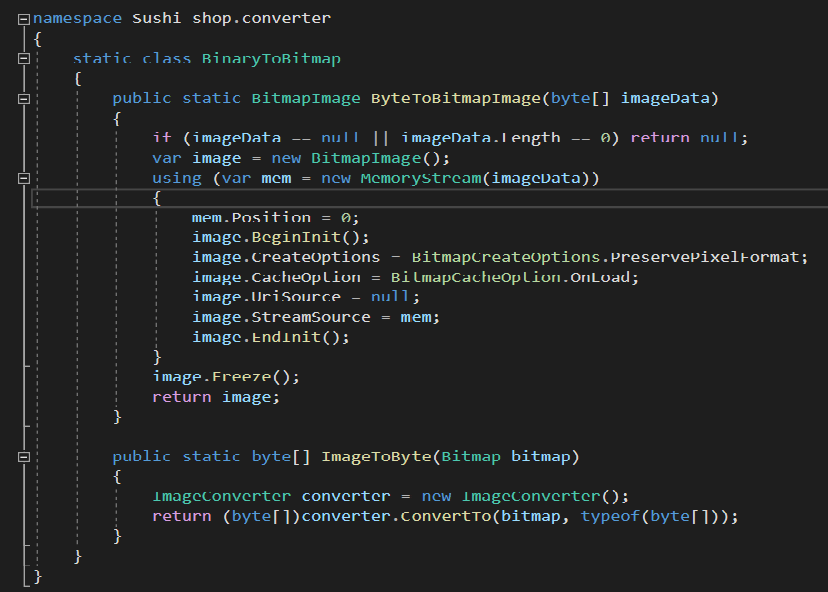 namespace Sushi shop.converter
{
static class BinaryToBitmap
{
public static BitmapImage ByteToBitmapImage(byte[] imageData)
{
if (imageData == null || imageData.Length == 0) return null;
var image = new BitmapImage();
using (var mem = new MemoryStream(imageData))
{
mem.Position = 0;
image.BeginInit();
image.CreateOptions = BitmapCreateOptions.PreservePixelFormat;
image.CacheOption = BitmapCacheOption.OnLoad;
image.UriSource = null;
image.StreamSource = mem;
image.EndInit();
}
image.Freeze();
return image;
}
public static byte[] ImageToByte(Bitmap bitmap)
{
ImageConverter converter = new ImageConverter();
return (byte[])converter.ConvertTo(bitmap, typeof(byte[]));
}
}
}